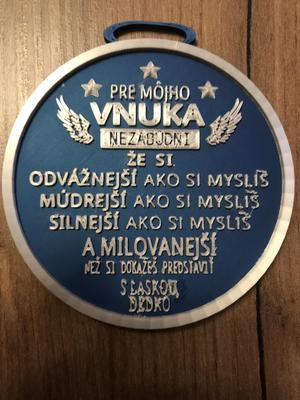 PRE MÔJHO
VNUKA
NEZABUDNI
ŽE SI
ODVÁŽNEJŠÍ AKO SI MYSLÍŠ
MÚDREJŠÍ AKO SI MYSLÍŠ
SILNEJŠÍ AKO SI MYSLÍŠ
A MILOVANEJŠÍ
NEŽ SI DOKÁŽEŠ PREDSTAVIŤ
S LÁSKOU,
DEDKO